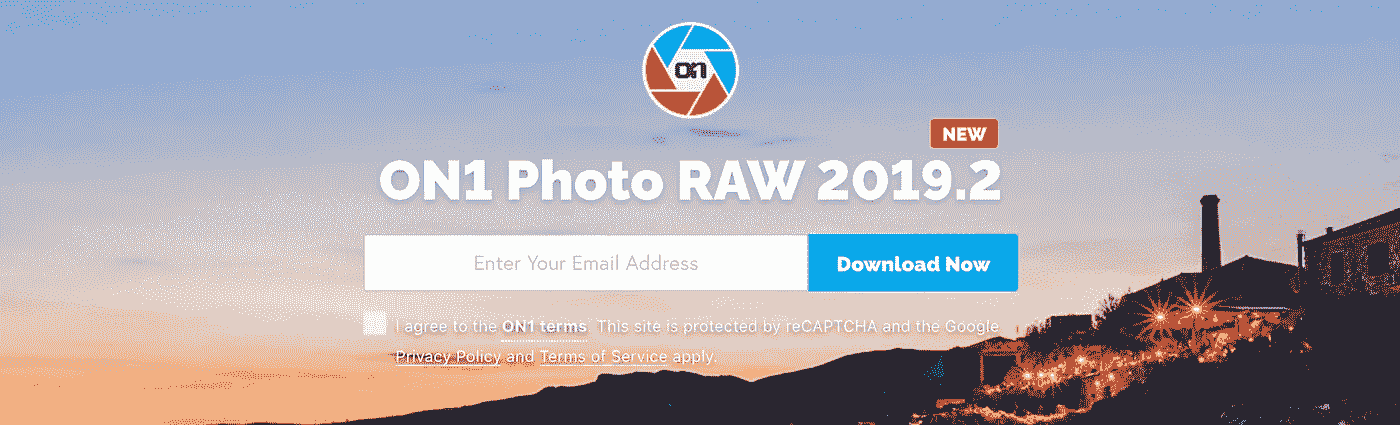 ON1
NEW
ON1 Photo RAW 2019.2
Enter Your Email Address
Download Now
I agree to the ON1 terms. This site is protected by reCAPTCHA and the Google
Privacy Policy and Terms of Service apply.